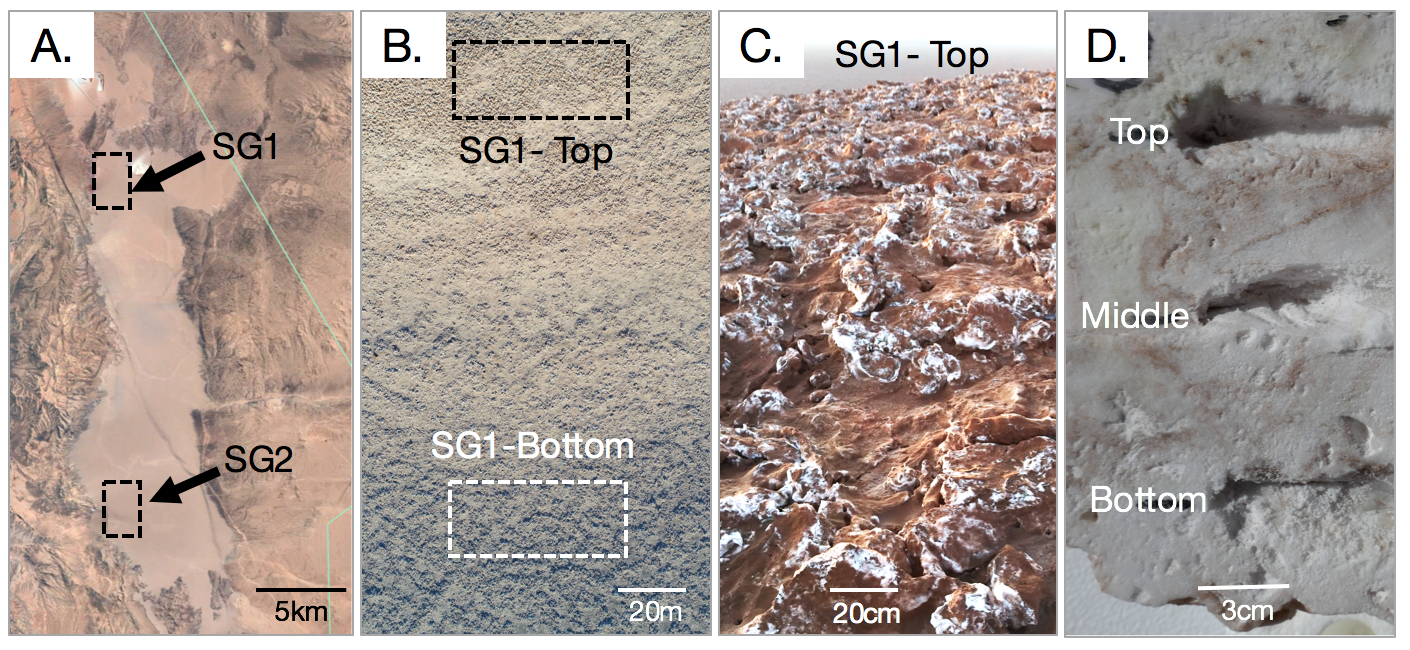 A.
SG1
SG2
5km
B.
SG1- Top
SG1-Bottom
20m
C.
SG1- Top
20cm
D.
Top
Middle
Bottom
3cm